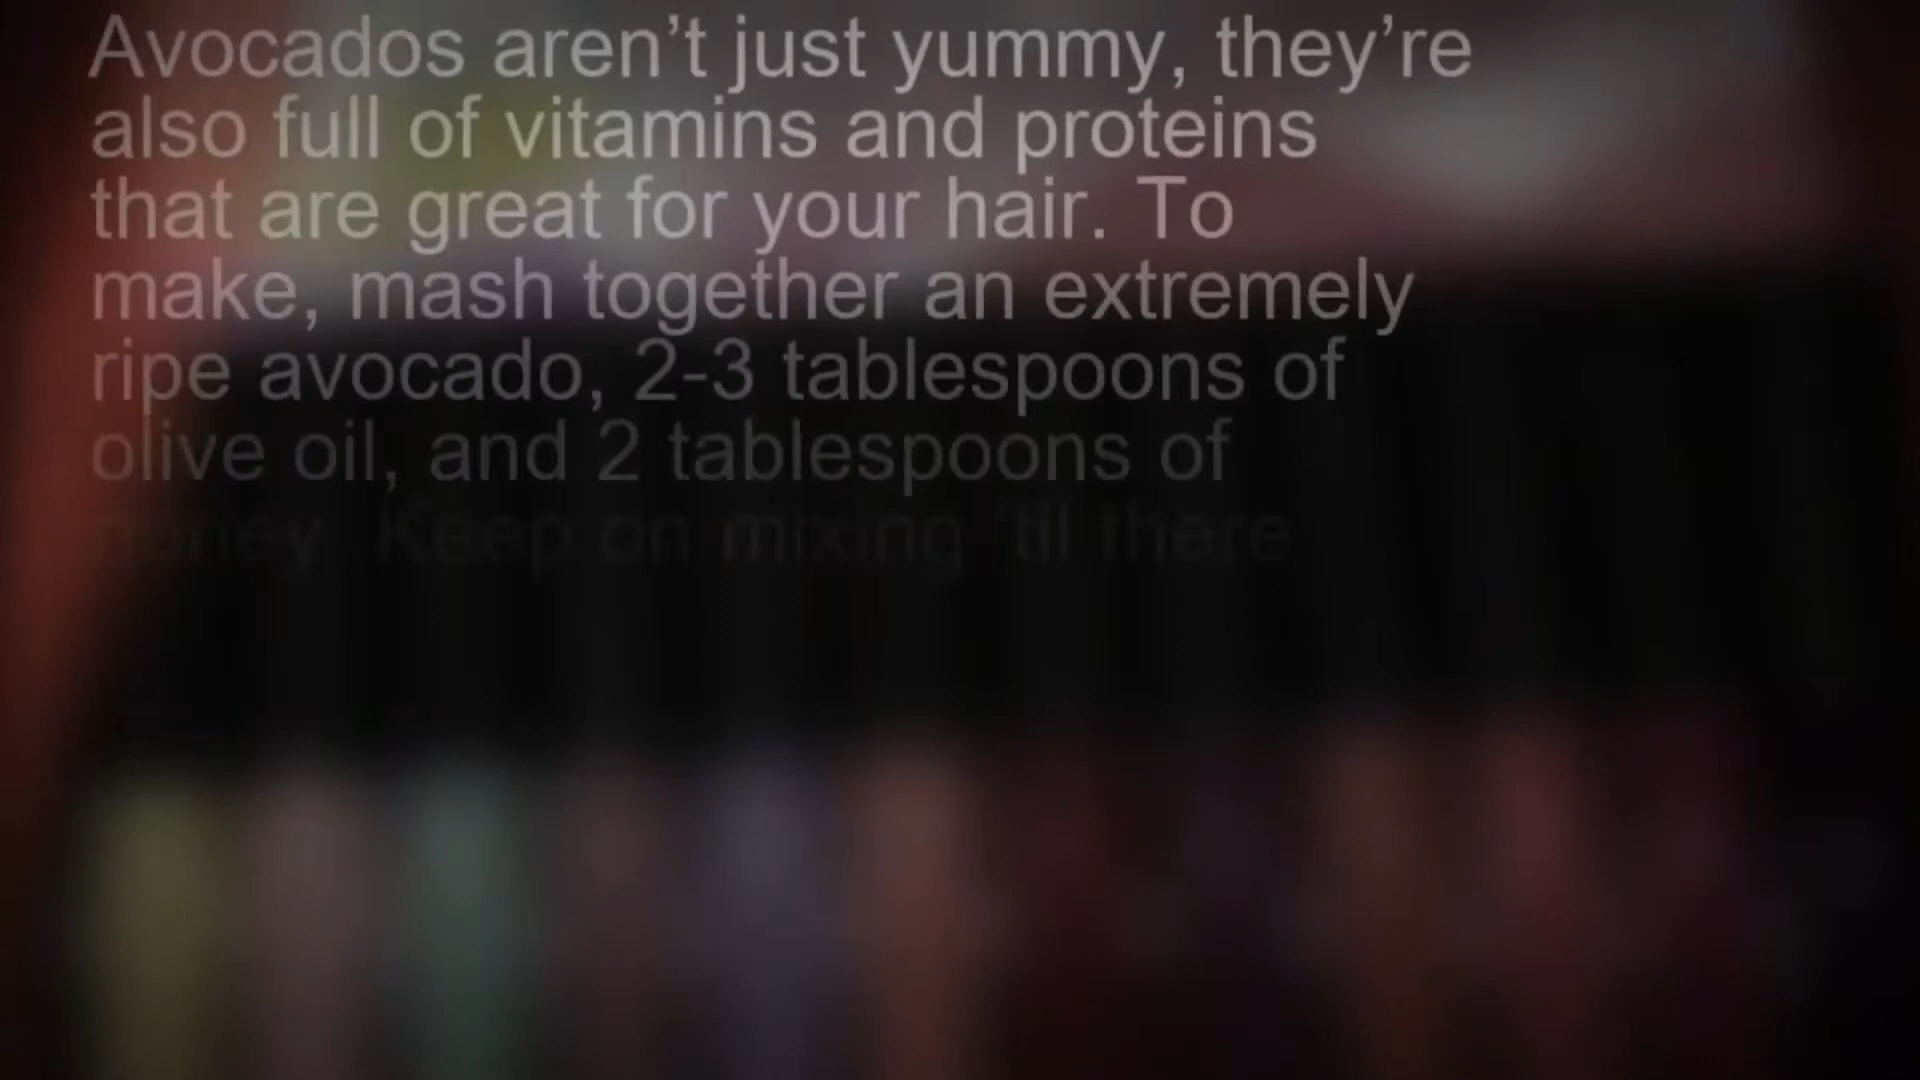 Avocados aren’t just yummy, they’re
also full of vitamins and proteins
that are great for your hair. To
make, mash together an extremely
ripe avocado, 2-3 tablespoons of
olive oil, and 2 tablespoons of
honey. Keep on mixing ’til there